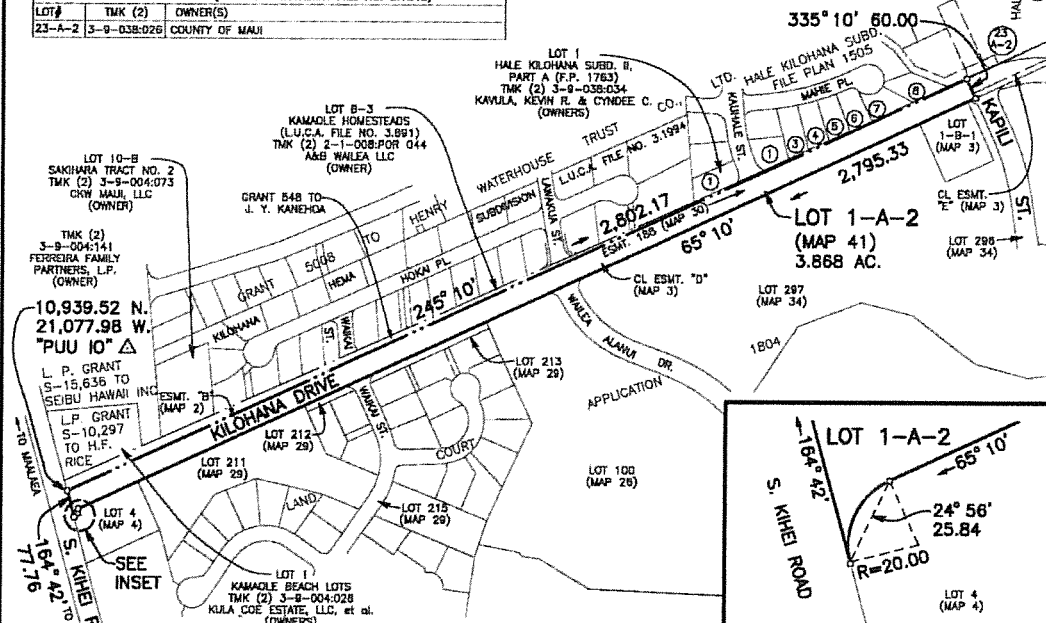 LOT# TMK (2) OWNER(S)
23-A-2 3-9-038:026 COUNTY OF MAUI
335° 10' 60.00
23
A-2
LOT 1
HALE KILOHANA SUBD. II,
PART A (F.P. 1763)
TMK (2) 3-9-038:034
KAVULA, KEVIN R. & CYNDEE C.
(OWNERS)
LTD.
HALE KILOHANA SUBD.
FILE PLAN 1505
MAHIE PL.
KAUHALE ST.
LOT B-3
KAMAOLE HOMESTEADS
(L.U.C.A. FILE NO. 3.891)
TMK (2) 2-1-008:POR 044
A&B WAILEA LLC
(OWNER)
LOT 10-B
SAKIHARA TRACT NO. 2
TMK (2) 3-9-004:073
CKW MAUI, LLC
(OWNER)
GRANT 548 TO
J. Y. KANEHOA
TMK (2)
3-9-004:141
FERREIRA FAMILY
PARTNERS, L.P.
(OWNER)
GRANT 5008 TO HENRY WATERHOUSE TRUST CO.,
SUBDIVISION L.U.C.A. FILE NO. 3.1994
KILOHANA HEMA
HOKAI PL.
LAWAKUA ST.
ST.
WAIKAI
1
1
3
4
5
6
7
8
KAPILI ST.
LOT
1-B-1
(MAP 3)
CL ESMT.
"E" (MAP 3)
LOT 298
(MAP 34)
2,802.17
ESMT. 188 (MAP 30)
65° 10'
2,795.33
LOT 1-A-2
(MAP 41)
3.868 AC.
CL ESMT. "D"
(MAP 3)
LOT 297
(MAP 34)
245° 10'
10,939.52 N.
21,077.98 W.
"PUU IO"
L. P. GRANT
S-15,636 TO
SEIBU HAWAII INC
L.P. GRANT
S-10,297
TO H.F.
RICE
ESMT. "B"
(MAP 2)
KILOHANA DRIVE
WAILEA ALANUI DR.
1804
APPLICATION
LOT 213
(MAP 29)
LOT 212
(MAP 29)
WAIKAI ST.
LOT 211
(MAP 29)
LAND
COURT
LOT 215
(MAP 29)
LOT 100
(MAP 26)
TO MAALAEA
LOT 4
(MAP 4)
164° 42'
77.76
S. KIHEI R
TO
SEE
INSET
LOT 1
KAMAOLE BEACH LOTS
TMK (2) 3-9-004:028
KULA COE ESTATE, LLC, et al.
(OWNERS)
LOT 1-A-2
164° 42'
65° 10'
S. KIHEI ROAD
24° 56'
25.84
R=20.00
LOT 4
(MAP 4)